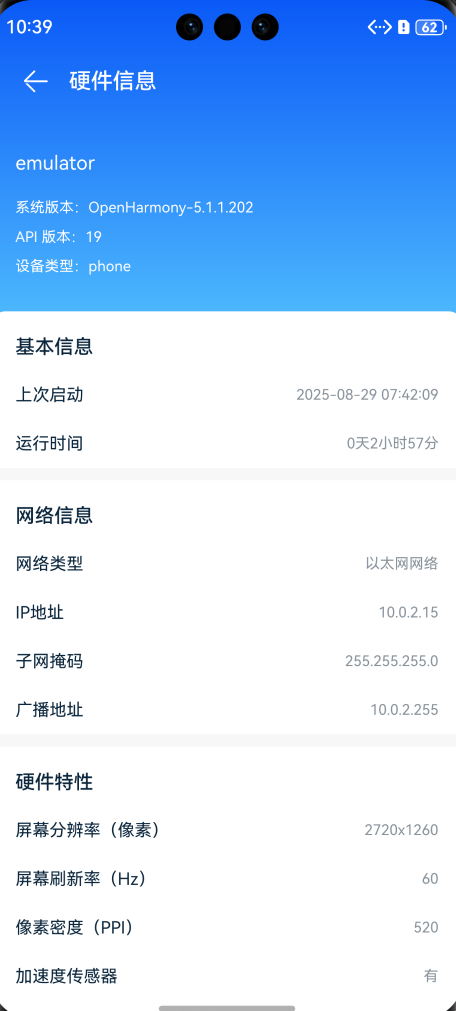 10:39
62
硬件信息
emulator
系统版本：OpenHarmony-5.1.1.202
API 版本：19
设备类型：phone
基本信息
上次启动 2025-08-29 07:42:09
运行时间 0天2小时57分
网络信息
网络类型 以太网网络
IP地址 10.0.2.15
子网掩码 255.255.255.0
广播地址 10.0.2.255
硬件特性
屏幕分辨率（像素） 2720x1260
屏幕刷新率（Hz） 60
像素密度（PPI） 520
加速度传感器 有